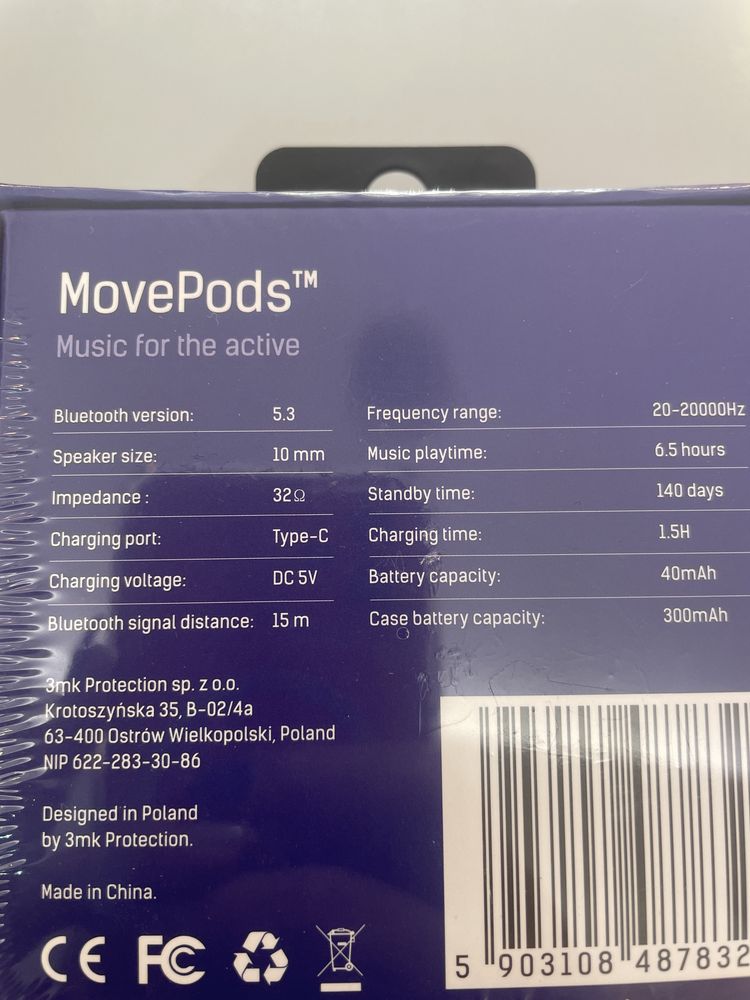 MovePods™
Music for the active
Bluetooth version: 5.3
Speaker size: 10 mm
Impedance : 32Ω
Charging port: Type-C
Charging voltage: DC 5V
Bluetooth signal distance: 15 m
Frequency range: 20-20000Hz
Music playtime: 6.5 hours
Standby time: 140 days
Charging time: 1.5H
Battery capacity: 40mAh
Case battery capacity: 300mAh
3mk Protection sp. z o.o.
Krotoszyńska 35, B-02/4a
63-400 Ostrów Wielkopolski, Poland
NIP 622-283-30-86
Designed in Poland
by 3mk Protection.
Made in China.
CE FC
5 903108 487832